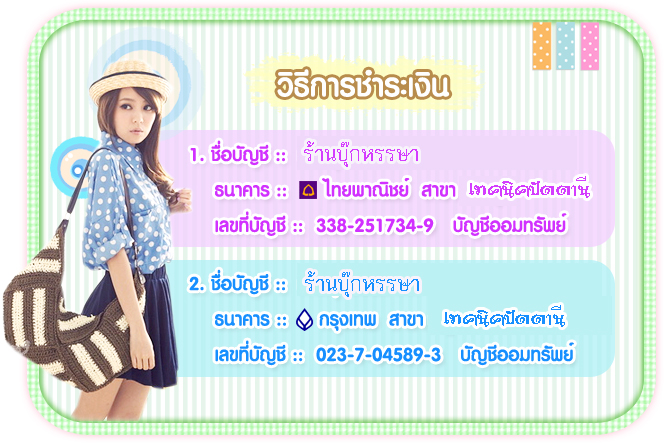 วิธีการชำระเงิน
1. ชื่อบัญชี :: ร้านบุ๊กหรรษา
ธนาคาร :: ไทยพาณิชย์ สาขา เทคนิคปัตตานี
เลขที่บัญชี :: 338-251734-9 บัญชีออมทรัพย์
2. ชื่อบัญชี :: ร้านบุ๊กหรรษา
ธนาคาร :: กรุงเทพ สาขา เทคนิคปัตตานี
เลขที่บัญชี :: 023-7-04589-3 บัญชีออมทรัพย์